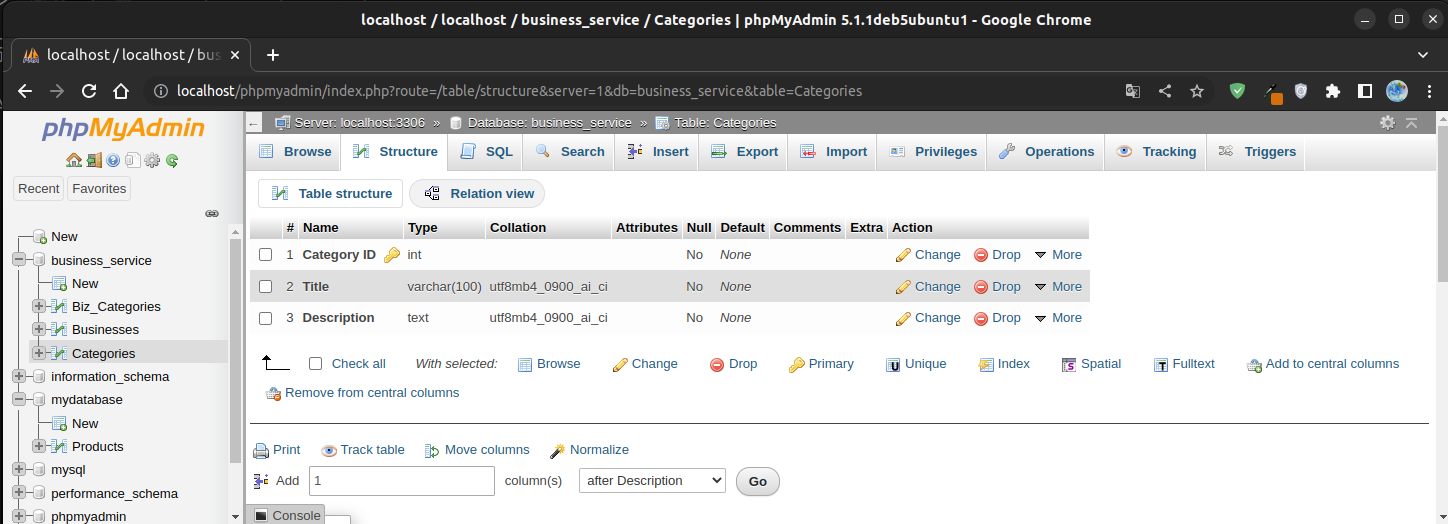 localhost / localhost / business_service / Categories | phpMyAdmin 5.1.1deb5ubuntu1 - Google Chrome
localhost / localhost / bus
localhost/phpmyadmin/index.php?route=/table/structure&server=1&db=business_service&table=Categories
phpMyAdmin
Recent Favorites
New
business_service
New
Biz_Categories
Businesses
Categories
information_schema
mydatabase
New
Products
mysql
performance_schema
phpmyadmin
Server: localhost:3306 » Database: business_service » Table: Categories
Browse Structure SQL Search Insert Export Import Privileges Operations Tracking Triggers
Table structure Relation view
# Name Type Collation Attributes Null Default Comments Extra Action
1 Category ID int No None Change Drop More
2 Title varchar(100) utf8mb4_0900_ai_ci No None Change Drop More
3 Description text utf8mb4_0900_ai_ci No None Change Drop More
Check all With selected: Browse Change Drop Primary Unique Index Spatial Fulltext Add to central columns
Remove from central columns
Print Track table Move columns Normalize
Add 1 column(s) after Description Go
Console